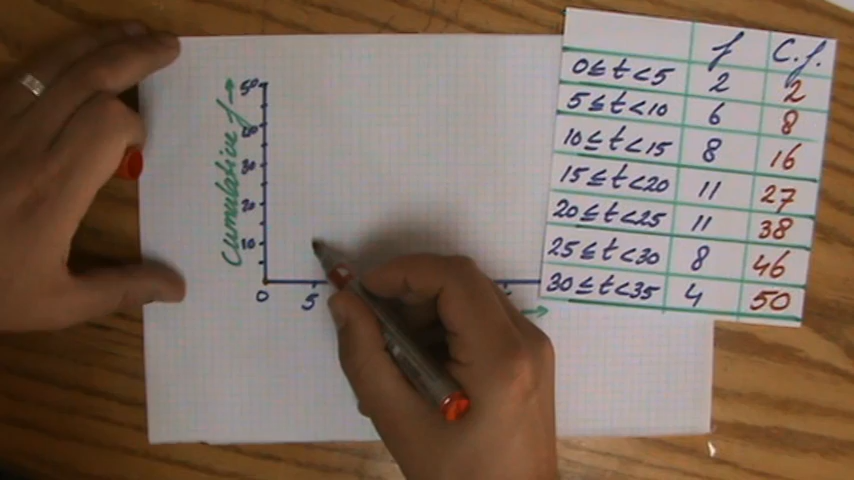 f C.f.
0≤t<5 2 2
5≤t<10 6 8
10≤t<15 8 16
15≤t<20 11 27
20≤t<25 11 38
25≤t<30 8 46
30≤t<35 4 50
Cumulative f →
50
40
30
20
10
0 5
→